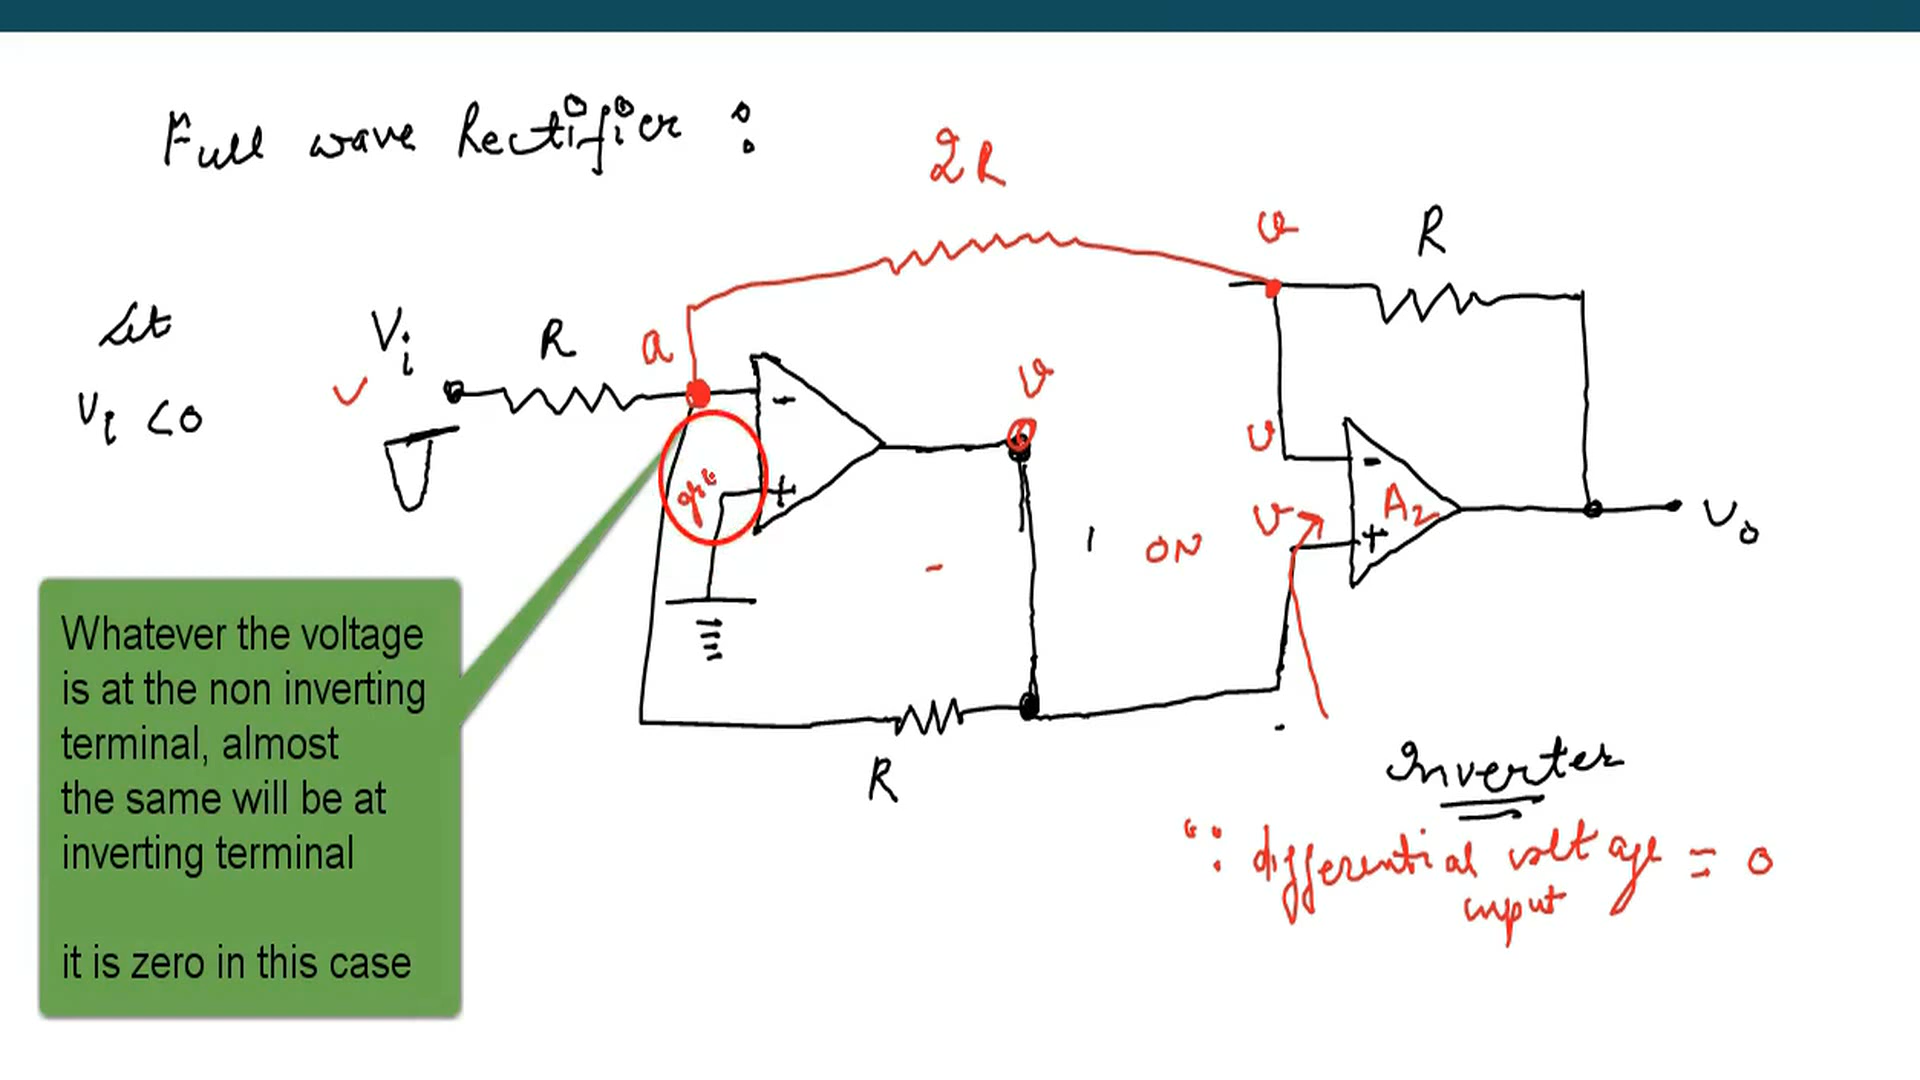 Full wave Rectifier :
2R
Let
Vi <0
Vi
R
a
-
+
v
v
R
v
v
ON
-
+
A2
Vo
R
Inverter
∵ differential voltage = 0
input
Whatever the voltage
is at the non inverting
terminal, almost
the same will be at
inverting terminal
it is zero in this case